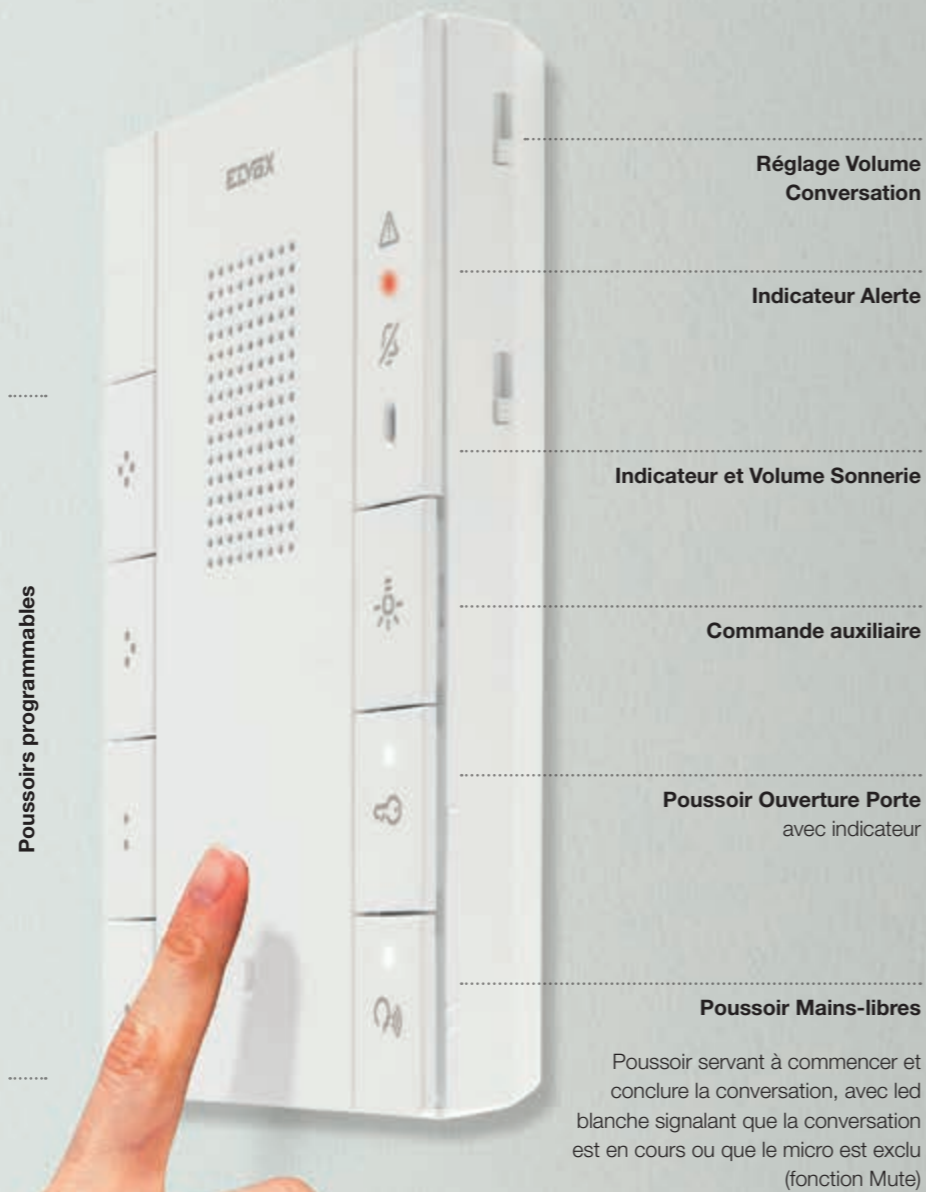 ELVOX
Réglage Volume
Conversation
Indicateur Alerte
Indicateur et Volume Sonnerie
Commande auxiliaire
Poussoir Ouverture Porte
avec indicateur
Poussoir Mains-libres
Poussoir servant à commencer et
conclure la conversation, avec led
blanche signalant que la conversation
est en cours ou que le micro est exclu
(fonction Mute)
Poussoirs programmables